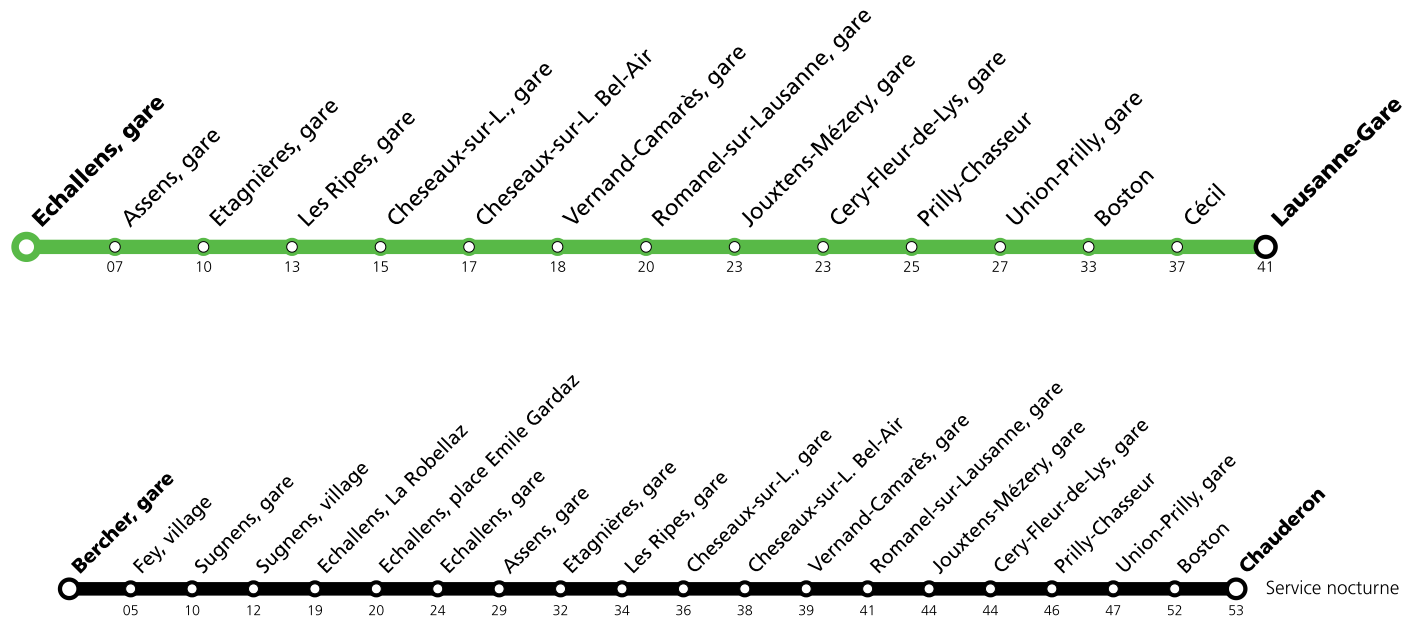 Echallens, gare
Assens, gare
Etagnières, gare
Les Ripes, gare
Cheseaux-sur-L., gare
Cheseaux-sur-L. Bel-Air
Vernand-Camarès, gare
Romanel-sur-Lausanne, gare
Jouxtens-Mézery, gare
Cery-Fleur-de-Lys, gare
Prilly-Chasseur
Union-Prilly, gare
Boston
Cécil
Lausanne-Gare
07 10 13 15 17 18 20 23 23 25 27 33 37 41
Bercher, gare
Fey, village
Sugnens, gare
Sugnens, village
Echallens, La Robellaz
Echallens, place Emile Gardaz
Echallens, gare
Assens, gare
Etagnières, gare
Les Ripes, gare
Cheseaux-sur-L., gare
Cheseaux-sur-L. Bel-Air
Vernand-Camarès, gare
Romanel-sur-Lausanne, gare
Jouxtens-Mézery, gare
Cery-Fleur-de-Lys, gare
Prilly-Chasseur
Union-Prilly, gare
Boston
Chauderon
Service nocturne
05 10 12 19 20 24 29 32 34 36 38 39 41 44 44 46 47 52 53